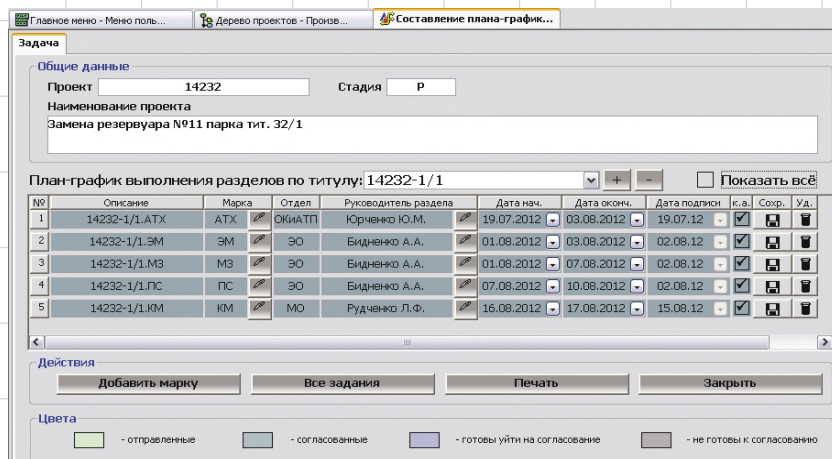 Главное меню - Меню поль...
Дерево проектов - Произв...
Составление плана-график...
Задача
Общие данные
Проект 14232 Стадия Р
Наименование проекта
Замена резервуара №11 парка тит. 32/1
План-график выполнения разделов по титулу: 14232-1/1 + - Показать всё
№ Описание Марка Отдел Руководитель раздела Дата нач. Дата оконч. Дата подписи к.а. Сохр. Уд.
1 14232-1/1.АТХ АТХ ОКиАТП Юрченко Ю.М. 19.07.2012 03.08.2012 19.07.12
2 14232-1/1.ЭМ ЭМ ЭО Бидненко А.А. 01.08.2012 03.08.2012 02.08.12
3 14232-1/1.МЗ МЗ ЭО Бидненко А.А. 01.08.2012 07.08.2012 02.08.12
4 14232-1/1.ПС ПС ЭО Бидненко А.А. 07.08.2012 10.08.2012 02.08.12
5 14232-1/1.КМ КМ МО Рудченко Л.Ф. 16.08.2012 17.08.2012 15.08.12
Действия
Добавить марку Все задания Печать Закрыть
Цвета
- отправленные - согласованные - готовы уйти на согласование - не готовы к согласованию